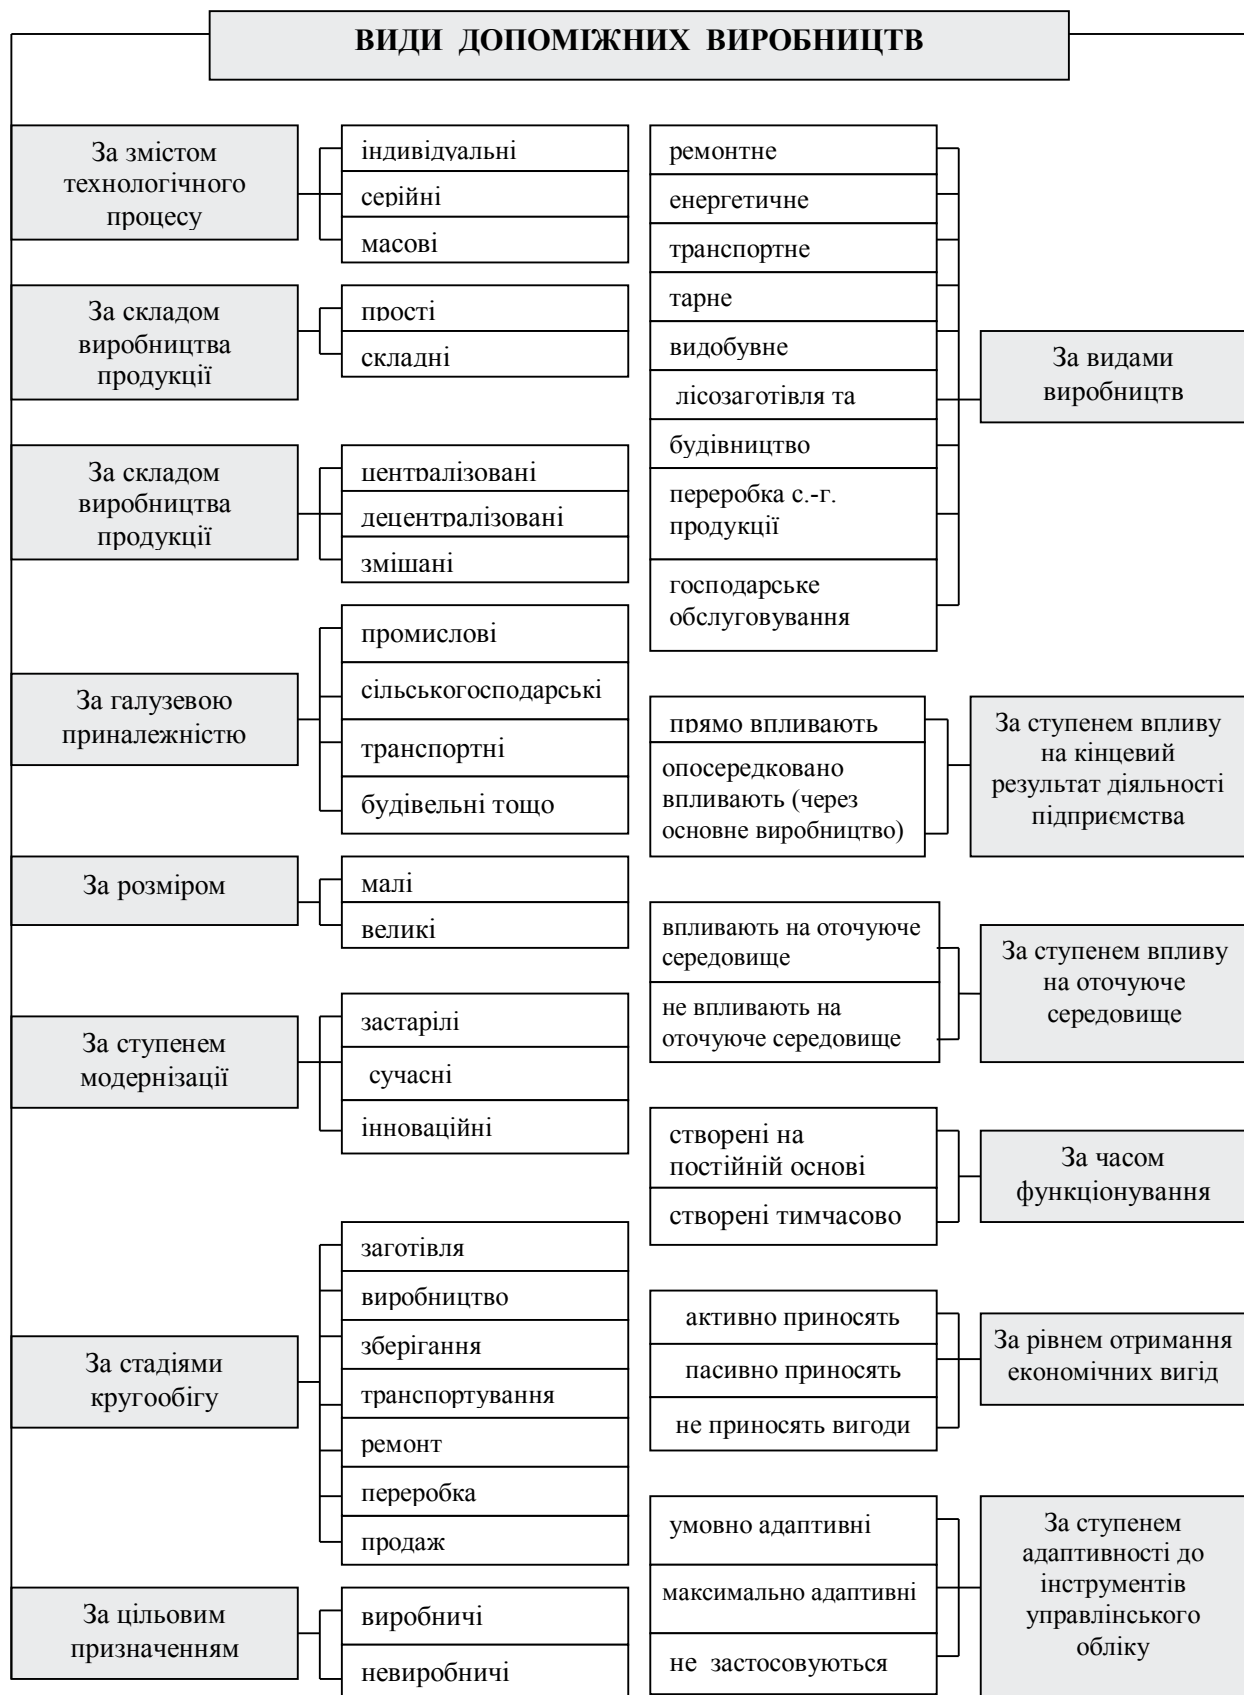 ВИДИ ДОПОМІЖНИХ ВИРОБНИЦТВ
За змістом
технологічного
процесу
індивідуальні
серійні
масові
За складом
виробництва
продукції
прості
складні
За складом
виробництва
продукції
централізовані
децентралізовані
змішані
За галузевою
приналежністю
промислові
сільськогосподарські
транспортні
будівельні тощо
За розміром
малі
великі
За ступенем
модернізації
застарілі
сучасні
інноваційні
За стадіями
кругообігу
заготівля
виробництво
зберігання
транспортування
ремонт
переробка
продаж
За цільовим
призначенням
виробничі
невиробничі
ремонтне
енергетичне
транспортне
тарне
видобувне
лісозаготівля та
будівництво
переробка с.-г.
продукції
господарське
обслуговування
За видами
виробництв
прямо впливають
опосередковано
впливають (через
основне виробництво)
За ступенем впливу
на кінцевий
результат діяльності
підприємства
впливають на оточуюче
середовище
не впливають на
оточуюче середовище
За ступенем впливу
на оточуюче
середовище
створені на
постійній основі
створені тимчасово
За часом
функціонування
активно приносять
пасивно приносять
не приносять вигоди
За рівнем отримання
економічних вигід
умовно адаптивні
максимально адаптивні
не застосовуються
За ступенем
адаптивності до
інструментів
управлінського
обліку